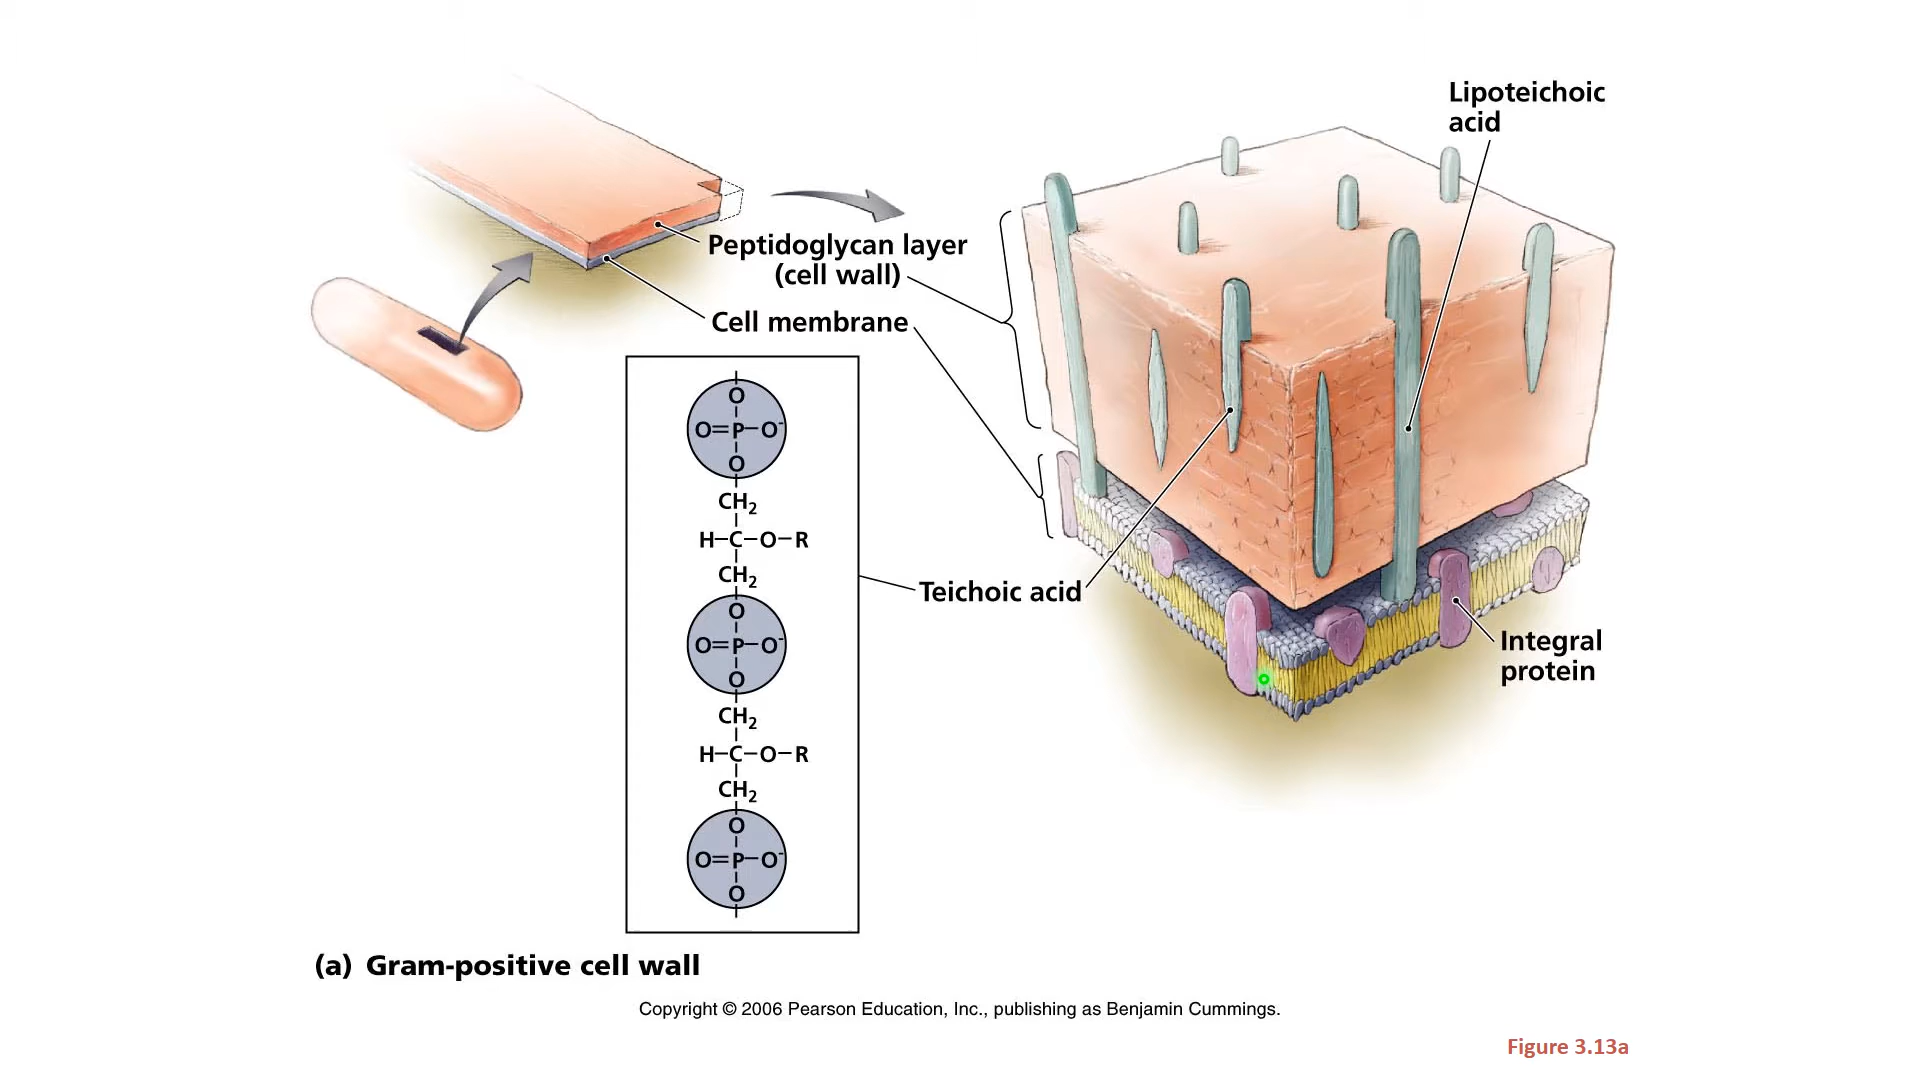 Lipoteichoic
acid
Peptidoglycan layer
(cell wall)
Cell membrane
O
O=P–O⁻
O
CH₂
H–C–O–R
CH₂
O
O=P–O⁻
O
CH₂
H–C–O–R
CH₂
O
O=P–O⁻
O
Teichoic acid
Integral
protein
(a) Gram-positive cell wall
Copyright © 2006 Pearson Education, Inc., publishing as Benjamin Cummings.
Figure 3.13a